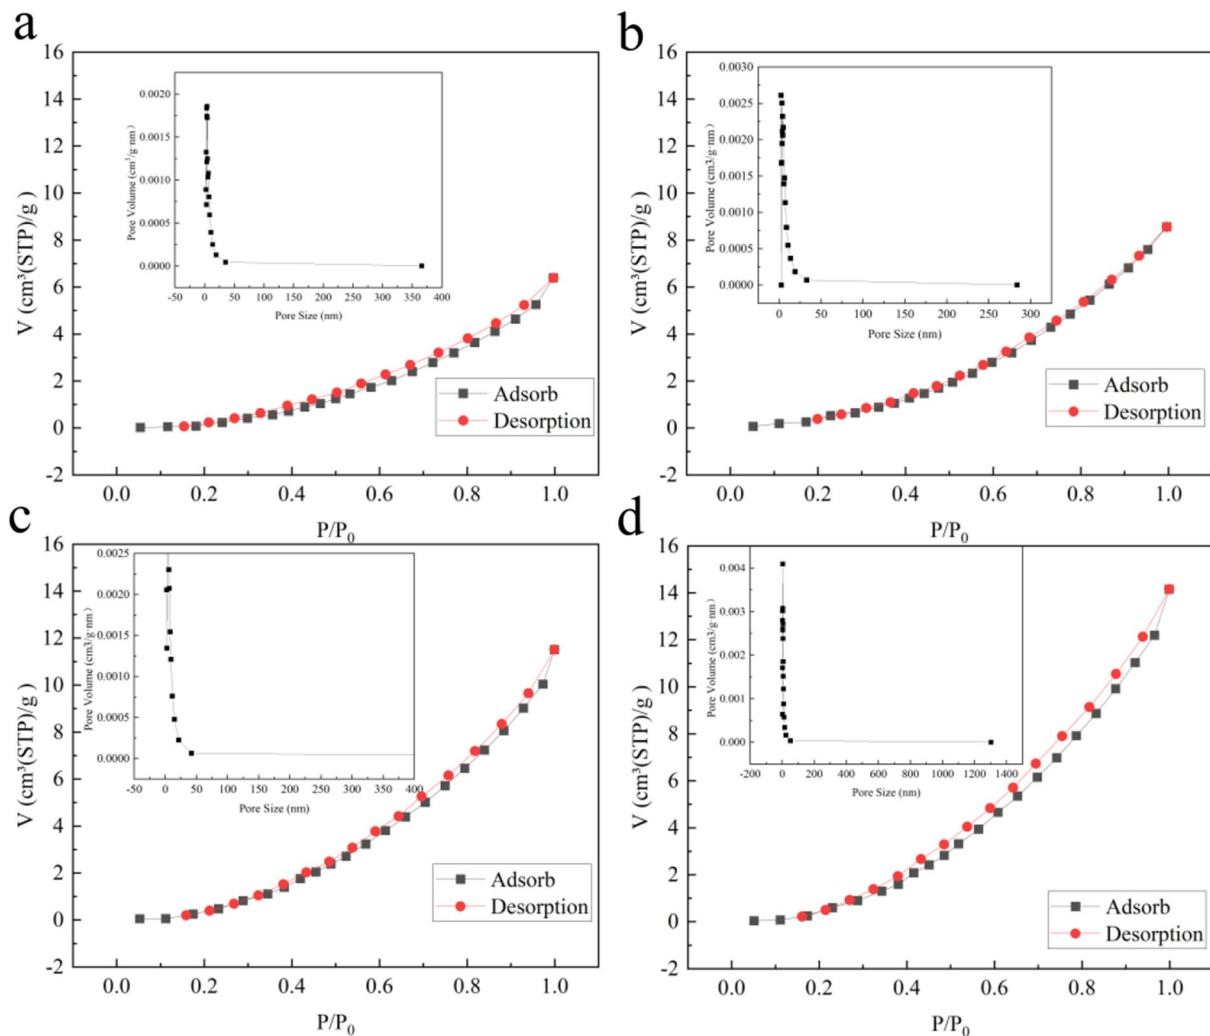 a
V (cm³(STP)/g)
16
14
12
10
8
6
4
2
0
-2
0.0 0.2 0.4 0.6 0.8 1.0
P/P₀
Pore Volume (cm³/g·nm)
0.0020
0.0015
0.0010
0.0005
0.0000
-50 0 50 100 150 200 250 300 350 400
Pore Size (nm)
Adsorb
Desorption
b
V (cm³(STP)/g)
16
14
12
10
8
6
4
2
0
-2
0.0 0.2 0.4 0.6 0.8 1.0
P/P₀
Pore Volume (cm3/g·nm)
0.0030
0.0025
0.0020
0.0015
0.0010
0.0005
0.0000
0 50 100 150 200 250 300
Pore Size (nm)
Adsorb
Desorption
c
V (cm³(STP)/g)
16
14
12
10
8
6
4
2
0
-2
0.0 0.2 0.4 0.6 0.8 1.0
P/P₀
Pore Volume (cm3/g·nm)
0.0025
0.0020
0.0015
0.0010
0.0005
0.0000
-50 0 50 100 150 200 250 300 350 400
Pore Size (nm)
Adsorb
Desorption
d
V (cm³(STP)/g)
16
14
12
10
8
6
4
2
0
-2
0.0 0.2 0.4 0.6 0.8 1.0
P/P₀
Pore Volume (cm3/g·nm)
0.004
0.003
0.002
0.001
0.000
-200 0 200 400 600 800 1000 1200 1400
Pore Size (nm)
Adsorb
Desorption